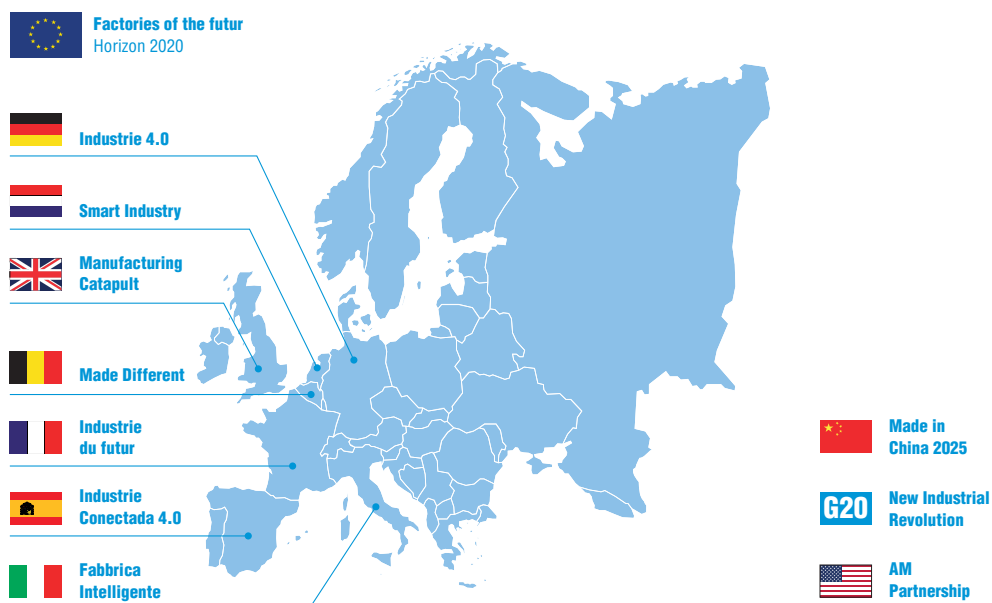 Factories of the futur
Horizon 2020
Industrie 4.0
Smart Industry
Manufacturing
Catapult
Made Different
Industrie
du futur
Industrie
Conectada 4.0
Fabbrica
Intelligente
Made in
China 2025
G20
New Industrial
Revolution
AM
Partnership